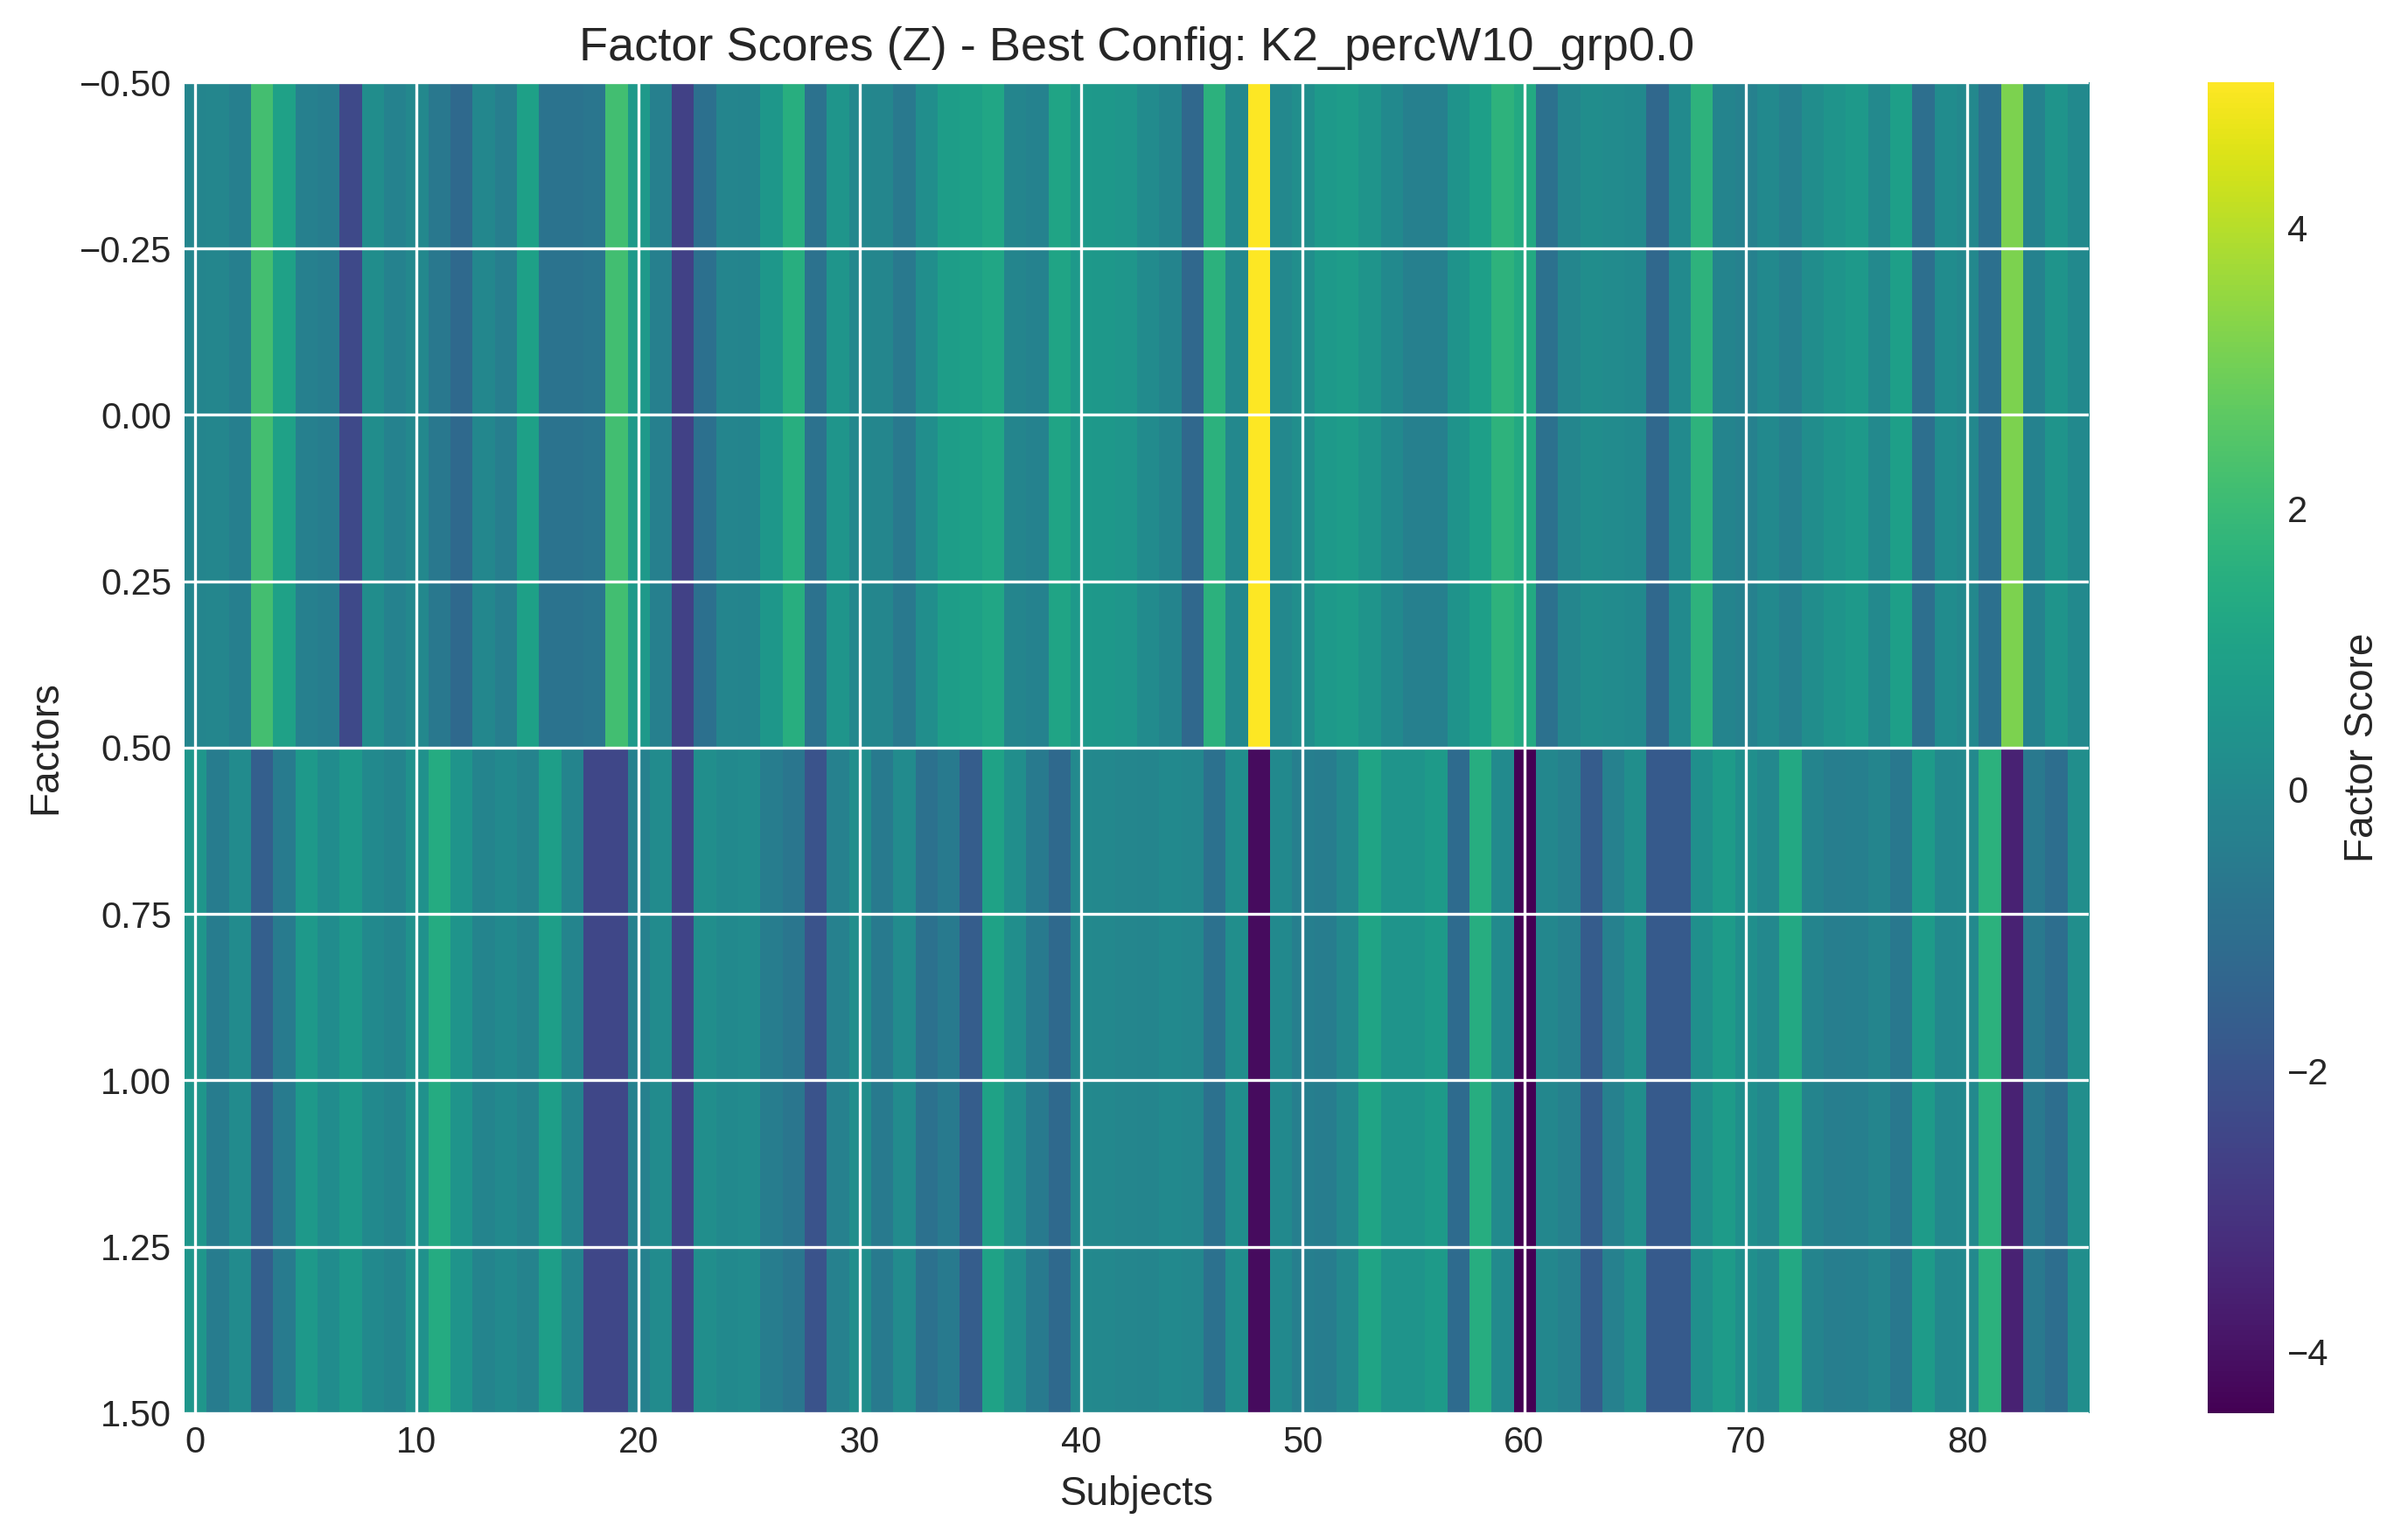 Factor Scores (Z) - Best Config: K2_percW10_grp0.0
−0.50
−0.25
0.00
0.25
0.50
0.75
1.00
1.25
1.50
Factors
0 10 20 30 40 50 60 70 80
Subjects
4
2
0
−2
−4
Factor Score